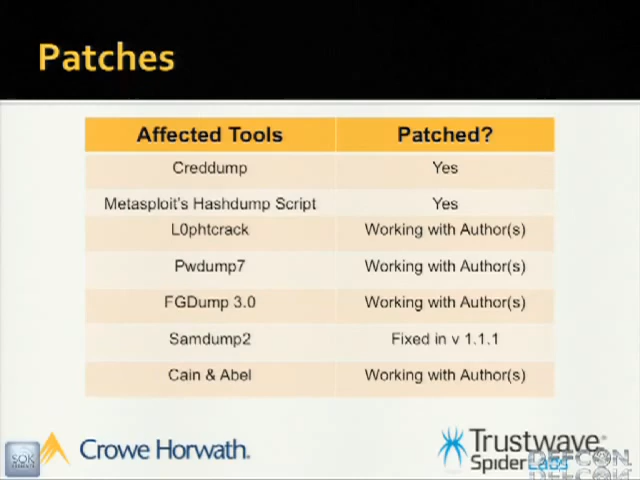 Patches
Affected Tools Patched?
Creddump Yes
Metasploit's Hashdump Script Yes
L0phtcrack Working with Author(s)
Pwdump7 Working with Author(s)
FGDump 3.0 Working with Author(s)
Samdump2 Fixed in v 1.1.1
Cain & Abel Working with Author(s)
Crowe Horwath.
Trustwave®
SpiderLabs
DEFCON
SOK